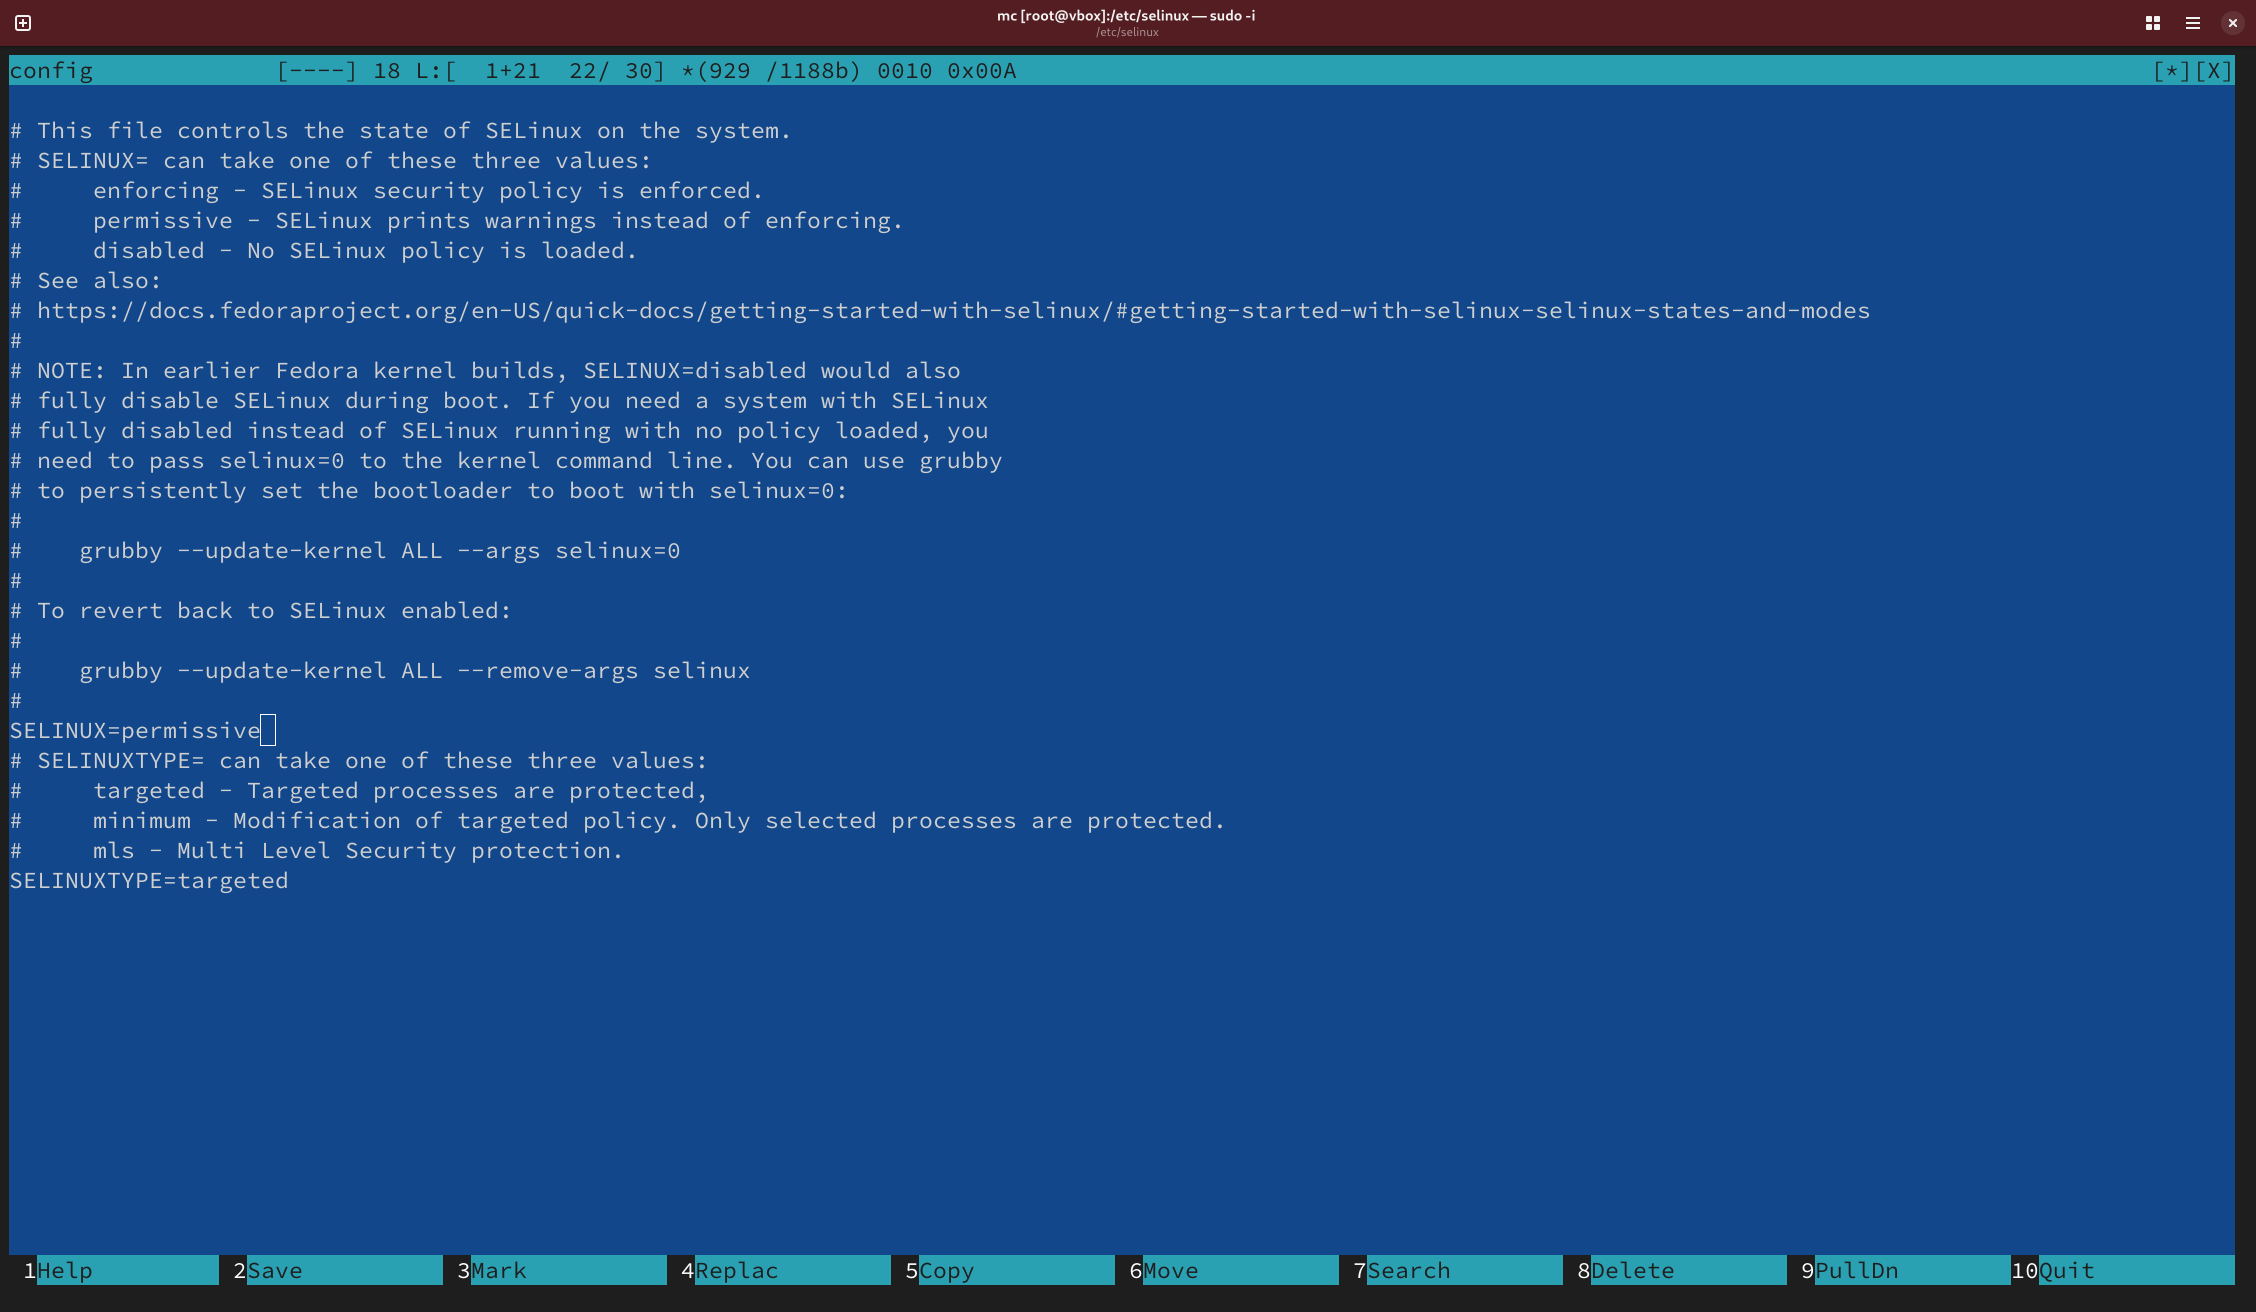 mc [root@vbox]:/etc/selinux — sudo -i
/etc/selinux
config             [----] 18 L:[  1+21  22/ 30] *(929 /1188b) 0010 0x00A                [*][X]
# This file controls the state of SELinux on the system.
# SELINUX= can take one of these three values:
#     enforcing - SELinux security policy is enforced.
#     permissive - SELinux prints warnings instead of enforcing.
#     disabled - No SELinux policy is loaded.
# See also:
# https://docs.fedoraproject.org/en-US/quick-docs/getting-started-with-selinux/#getting-started-with-selinux-selinux-states-and-modes
#
# NOTE: In earlier Fedora kernel builds, SELINUX=disabled would also
# fully disable SELinux during boot. If you need a system with SELinux
# fully disabled instead of SELinux running with no policy loaded, you
# need to pass selinux=0 to the kernel command line. You can use grubby
# to persistently set the bootloader to boot with selinux=0:
#
#    grubby --update-kernel ALL --args selinux=0
#
# To revert back to SELinux enabled:
#
#    grubby --update-kernel ALL --remove-args selinux
#
SELINUX=permissive
# SELINUXTYPE= can take one of these three values:
#     targeted - Targeted processes are protected,
#     minimum - Modification of targeted policy. Only selected processes are protected.
#     mls - Multi Level Security protection.
SELINUXTYPE=targeted
1Help 2Save 3Mark 4Replac 5Copy 6Move 7Search 8Delete 9PullDn 10Quit